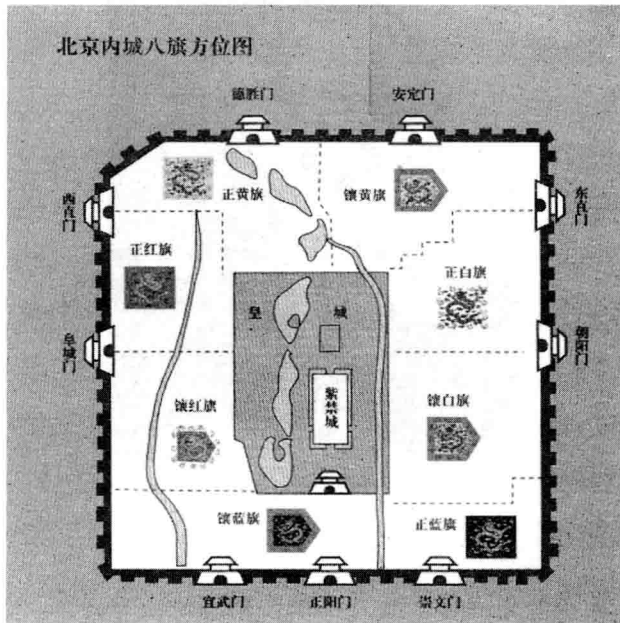 北京内城八旗方位图
德胜门
安定门
西直门
东直门
正黄旗
镶黄旗
正红旗
正白旗
皇城
阜城门
朝阳门
紫禁城
镶红旗
镶白旗
镶蓝旗
正蓝旗
宣武门
正阳门
崇文门